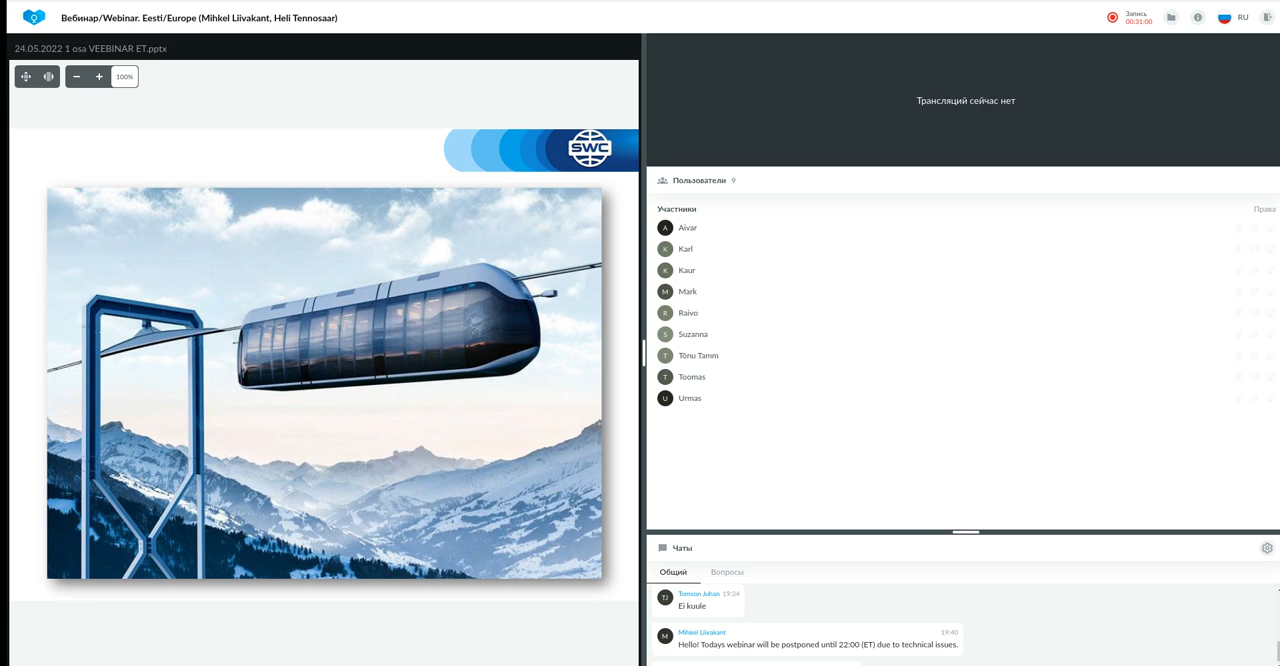 Вебинар/Webinar. Eesti/Europe (Mihkel Liivakant, Heli Tennosaar)
Запись
00:31:00
RU
24.05.2022 1 osa VEEBINAR ET.pptx
100%
SWC
Трансляций сейчас нет
Пользователи 9
Участники
Права
A Aivar
K Karl
K Kaur
M Mark
R Raivo
S Suzanna
T Tõnu Tamm
T Toomas
U Urmas
Чаты
Общий
Вопросы
TJ
Tomson Juhan 19:34
Ei kuule
M
Mihkel Liivakant 19:40
Hello! Todays webinar will be postponed until 22:00 (ET) due to technical issues.